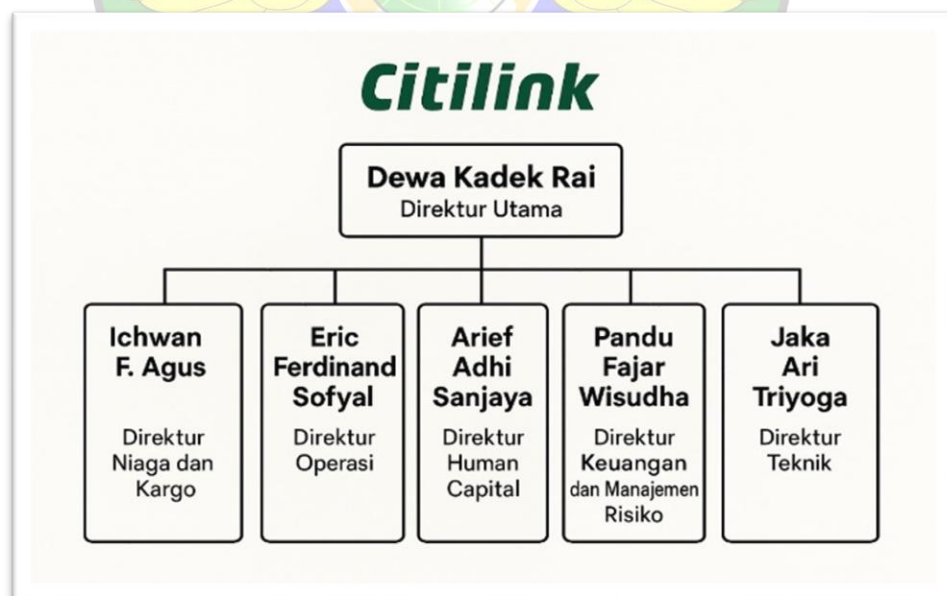 Citilink
Dewa Kadek Rai
Direktur Utama
Ichwan
F. Agus
Direktur
Niaga dan
Kargo
Eric
Ferdinand
Sofyal
Direktur
Operasi
Arief
Adhi
Sanjaya
Direktur
Human
Capital
Pandu
Fajar
Wisudha
Direktur
Keuangan
dan Manajemen
Risiko
Jaka
Ari
Triyoga
Direktur
Teknik